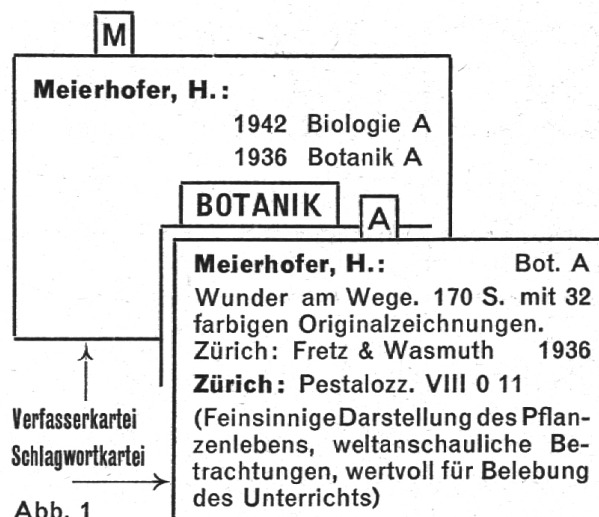 M
Meierhofer, H.:
1942 Biologie A
1936 Botanik A
BOTANIK
A
Meierhofer, H.: Bot. A
Wunder am Wege. 170 S. mit 32
farbigen Originalzeichnungen.
Zürich: Fretz & Wasmuth 1936
Zürich: Pestalozz. VIII 0 11
(Feinsinnige Darstellung des Pflan-
zenlebens, weltanschauliche Be-
trachtungen, wertvoll für Belebung
des Unterrichts)
Verfasserkartei
Schlagwortkartei
Abb. 1